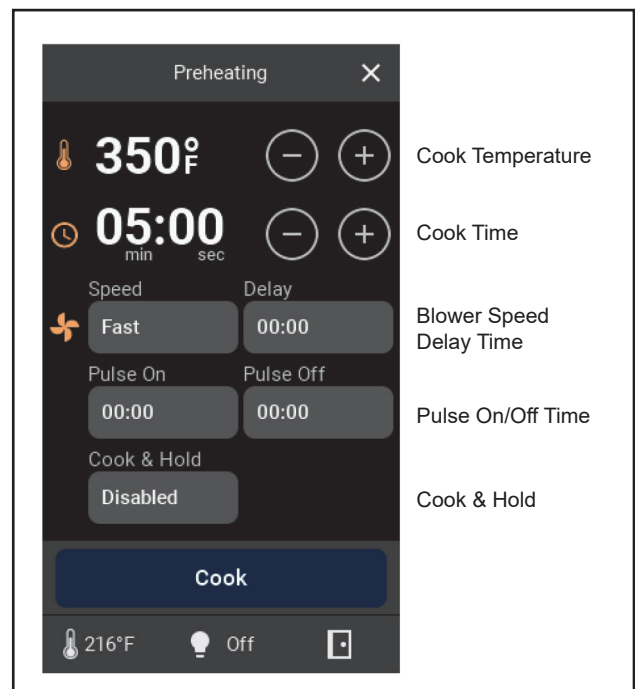 Preheating
350°F
Cook Temperature
05:00
min sec
Cook Time
Speed Delay
Fast 00:00
Blower Speed
Delay Time
Pulse On Pulse Off
00:00 00:00
Pulse On/Off Time
Cook & Hold
Disabled
Cook & Hold
Cook
216°F Off